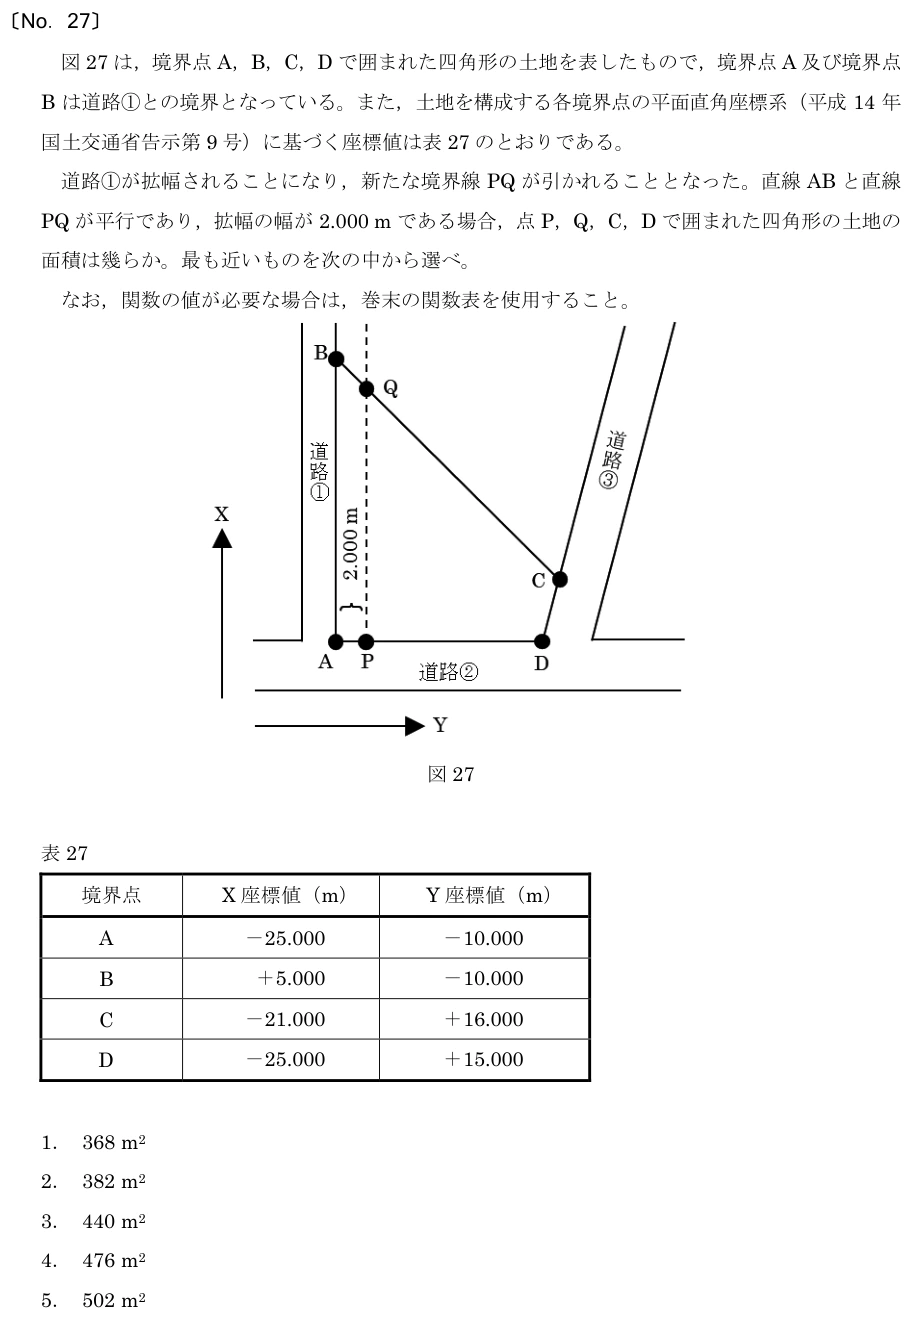 〔No. 27〕
図 27 は，境界点 A，B，C，D で囲まれた四角形の土地を表したもので，境界点 A 及び境界点
B は道路①との境界となっている。また，土地を構成する各境界点の平面直角座標系（平成 14 年
国土交通省告示第 9 号）に基づく座標値は表 27 のとおりである。
道路①が拡幅されることになり，新たな境界線 PQ が引かれることとなった。直線 AB と直線
PQ が平行であり，拡幅の幅が 2.000 m である場合，点 P，Q，C，D で囲まれた四角形の土地の
面積は幾らか。最も近いものを次の中から選べ。
なお，関数の値が必要な場合は，巻末の関数表を使用すること。
B
Q
道路①
道路③
X
2.000 m
C
A
P
D
道路②
Y
図 27
表 27
境界点 X 座標値（m） Y 座標値（m）
A －25.000 －10.000
B ＋5.000 －10.000
C －21.000 ＋16.000
D －25.000 ＋15.000
1. 368 m²
2. 382 m²
3. 440 m²
4. 476 m²
5. 502 m²